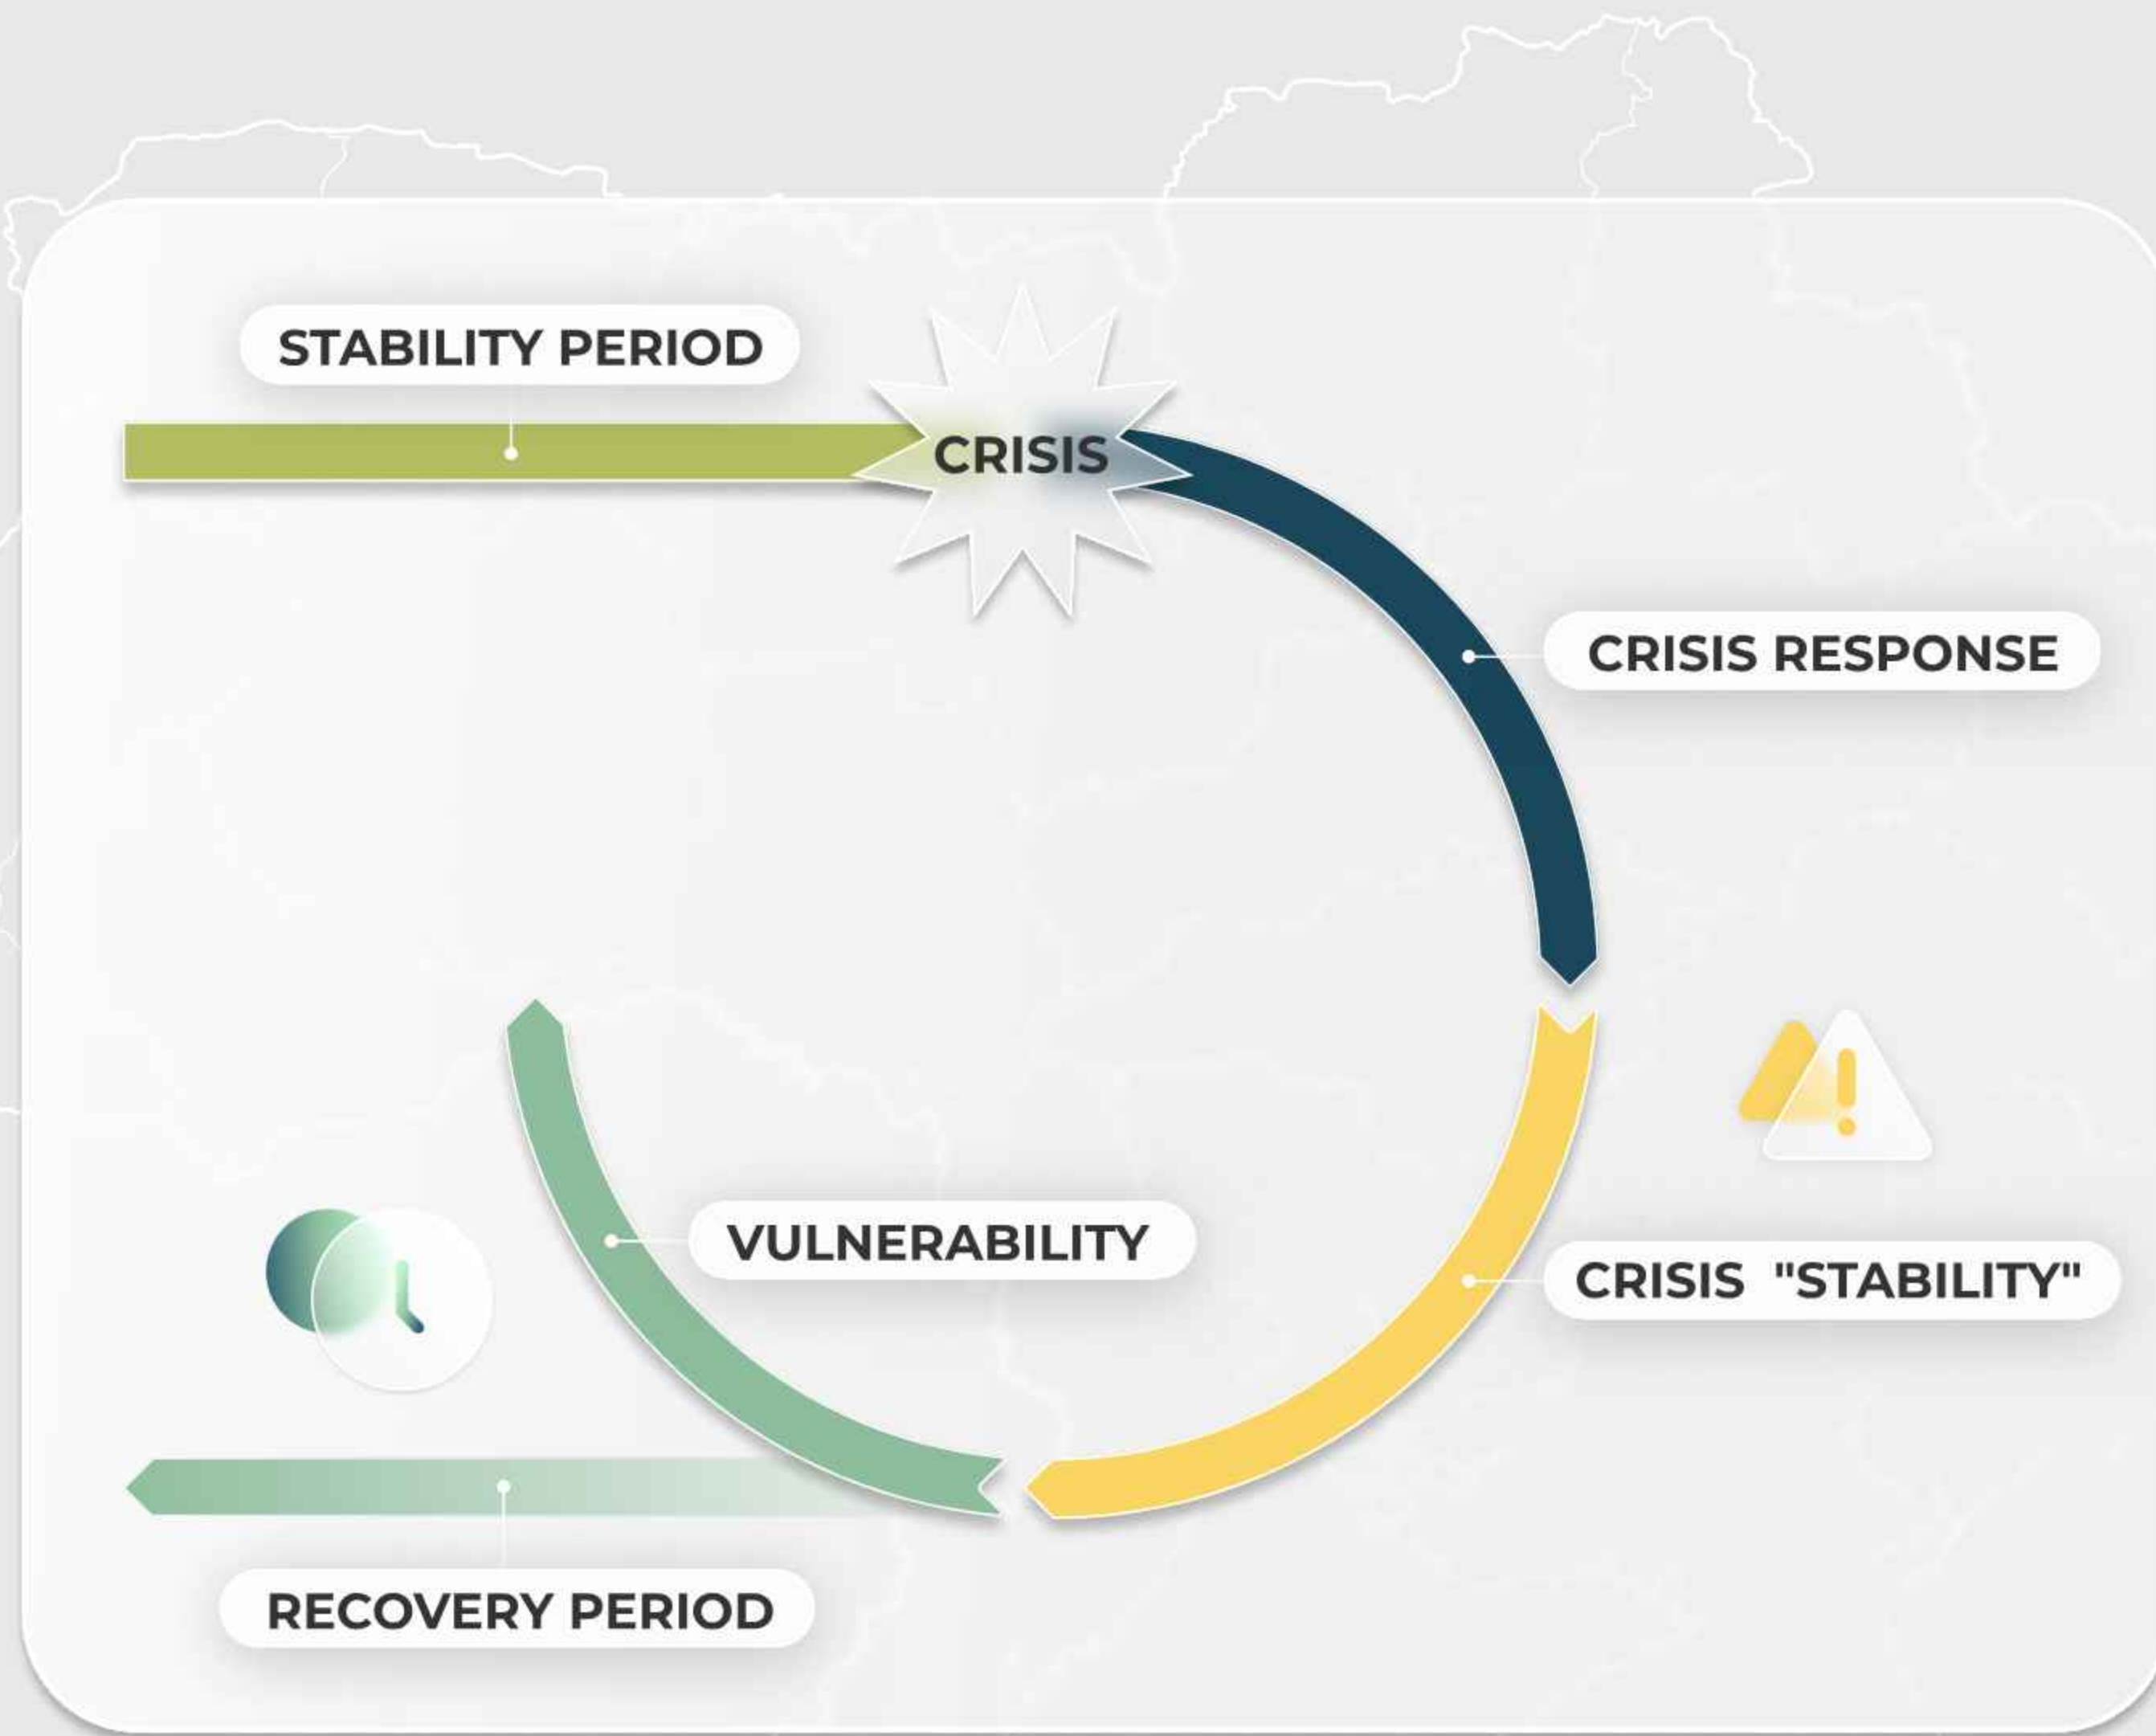 STABILITY PERIOD
CRISIS
CRISIS RESPONSE
VULNERABILITY
CRISIS "STABILITY"
RECOVERY PERIOD